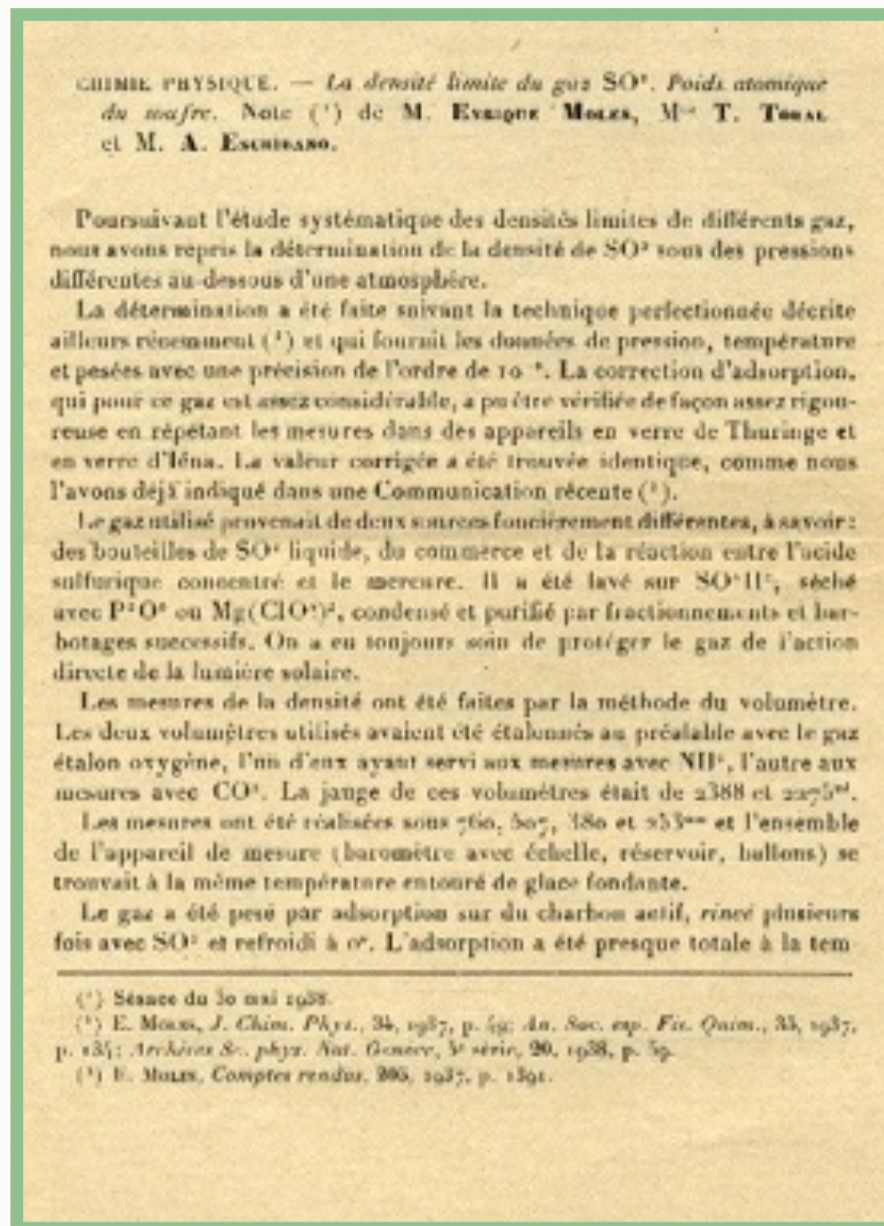 CHIMIE PHYSIQUE. — La densité limite du gaz SO². Poids atomique
du soufre. Note (¹) de M. Enrique Moles, Mˡˡᵉ T. Toral
et M. A. Escribano.
Poursuivant l'étude systématique des densités limites de différents gaz,
nous avons repris la détermination de la densité de SO² sous des pressions
différentes au-dessous d'une atmosphère.
La détermination a été faite suivant la technique perfectionnée décrite
ailleurs récemment (²) et qui fournit les données de pression, température
et pesées avec une précision de l'ordre de 10 La correction d'adsorption,
qui pour ce gaz est assez considérable, a pu être vérifiée de façon assez rigou-
reuse en répétant les mesures dans des appareils en verre de Thuringe et
en verre d'Iéna. La valeur corrigée a été trouvée identique, comme nous
l'avons déjà indiqué dans une Communication récente (³).
Le gaz utilisé provenait de deux sources foncièrement différentes, à savoir :
des bouteilles de SO² liquide, du commerce et de la réaction entre l'acide
sulfurique concentré et le mercure. Il a été lavé sur SO⁴H², séché
avec P²O⁵ ou Mg(ClO⁴)², condensé et purifié par fractionnements et bar-
botages successifs. On a eu toujours soin de protéger le gaz de l'action
directe de la lumière solaire.
Les mesures de la densité ont été faites par la méthode du volumètre.
Les deux volumètres utilisés avaient été étalonnés au préalable avec le gaz
étalon oxygène, l'un d'eux ayant servi aux mesures avec NH³, l'autre aux
mesures avec CO². La jauge de ces volumètres était de 2388 et
Les mesures ont été réalisées sous 760, 507, 380 et 253ᵐᵐ et l'ensemble
de l'appareil de mesure (baromètre avec échelle, réservoir, ballons) se
trouvait à la même température entouré de glace fondante.
Le gaz a été pesé par adsorption sur du charbon actif, rincé plusieurs
fois avec SO² et refroidi à 0°. L'adsorption a été presque totale à la tem-
(¹) Séance du 30 mai 1938.
(²) E. Moles, J. Chim. Phys., 34, 1937, p. 49; An. Soc. esp. Fis. Quim., 35, 1937,
p. 134; Archives Sc. phys. Nat. Genève, 5ᵉ série, 20, 1938, p. 59.
(³) E. Moles, Comptes rendus, 205, 1937, p. 1391.